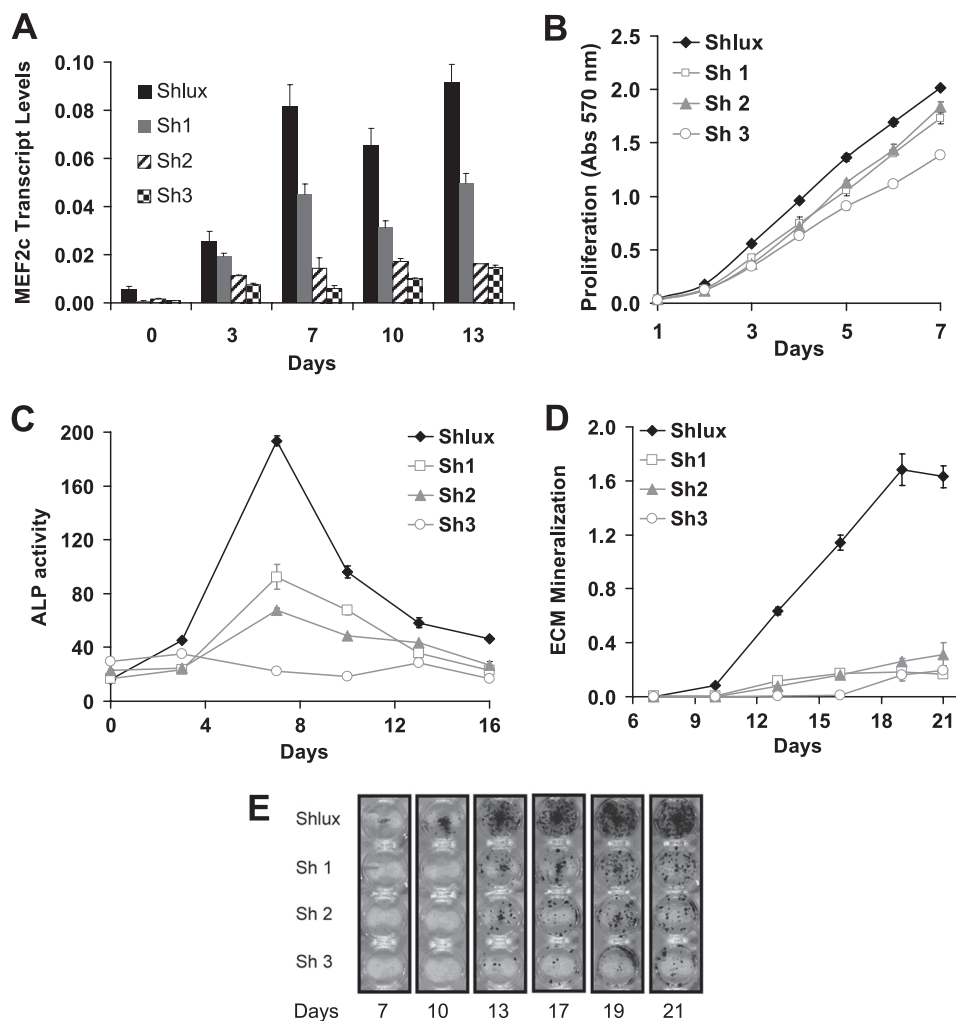 A
MEF2c Transcript Levels
0.10
0.08
0.06
0.04
0.02
0.00
Shlux
Sh1
Sh2
Sh3
0 3 7 10 13
Days
B
Proliferation (Abs 570 nm)
2.5
2.0
1.5
1.0
0.5
0.0
Shlux
Sh 1
Sh 2
Sh 3
1 3 5 7
Days
C
ALP activity
200
160
120
80
40
0
Shlux
Sh1
Sh2
Sh3
0 4 8 12 16
Days
D
ECM Mineralization
2.0
1.6
1.2
0.8
0.4
0.0
Shlux
Sh1
Sh2
Sh3
6 9 12 15 18 21
Days
E
Shlux
Sh 1
Sh 2
Sh 3
Days 7 10 13 17 19 21